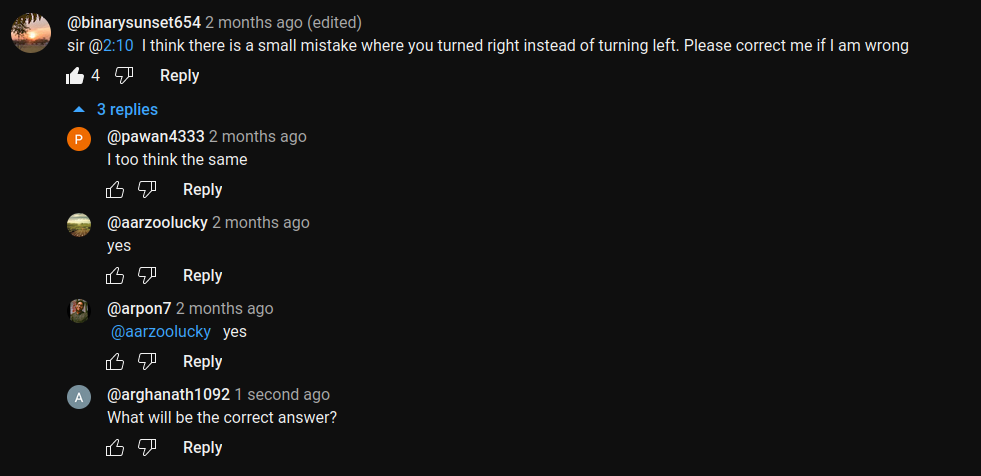 @binarysunset654 2 months ago (edited)
sir @2:10 I think there is a small mistake where you turned right instead of turning left. Please correct me if I am wrong
4 Reply
3 replies
P
@pawan4333 2 months ago
I too think the same
Reply
@aarzoolucky 2 months ago
yes
Reply
@arpon7 2 months ago
@aarzoolucky yes
Reply
A
@arghanath1092 1 second ago
What will be the correct answer?
Reply